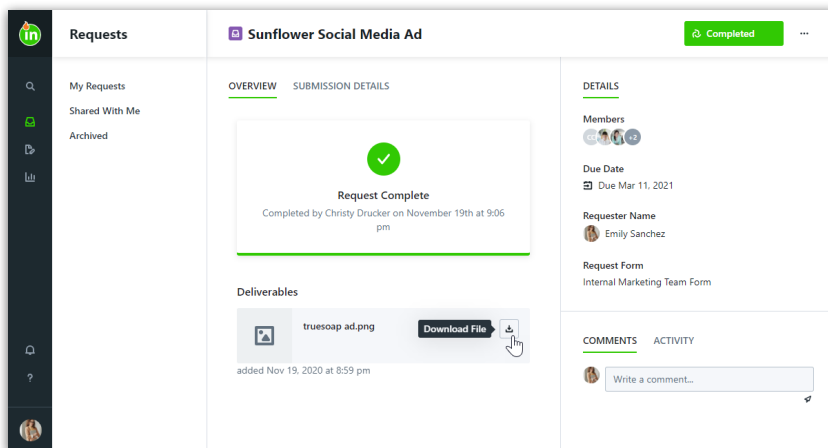 in
Requests
Sunflower Social Media Ad
Completed
My Requests
Shared With Me
Archived
OVERVIEW
SUBMISSION DETAILS
Request Complete
Completed by Christy Drucker on November 19th at 9:06
pm
Deliverables
truesoap ad.png
Download File
added Nov 19, 2020 at 8:59 pm
DETAILS
Members
CD
+2
Due Date
Due Mar 11, 2021
Requester Name
Emily Sanchez
Request Form
Internal Marketing Team Form
COMMENTS
ACTIVITY
Write a comment...
?